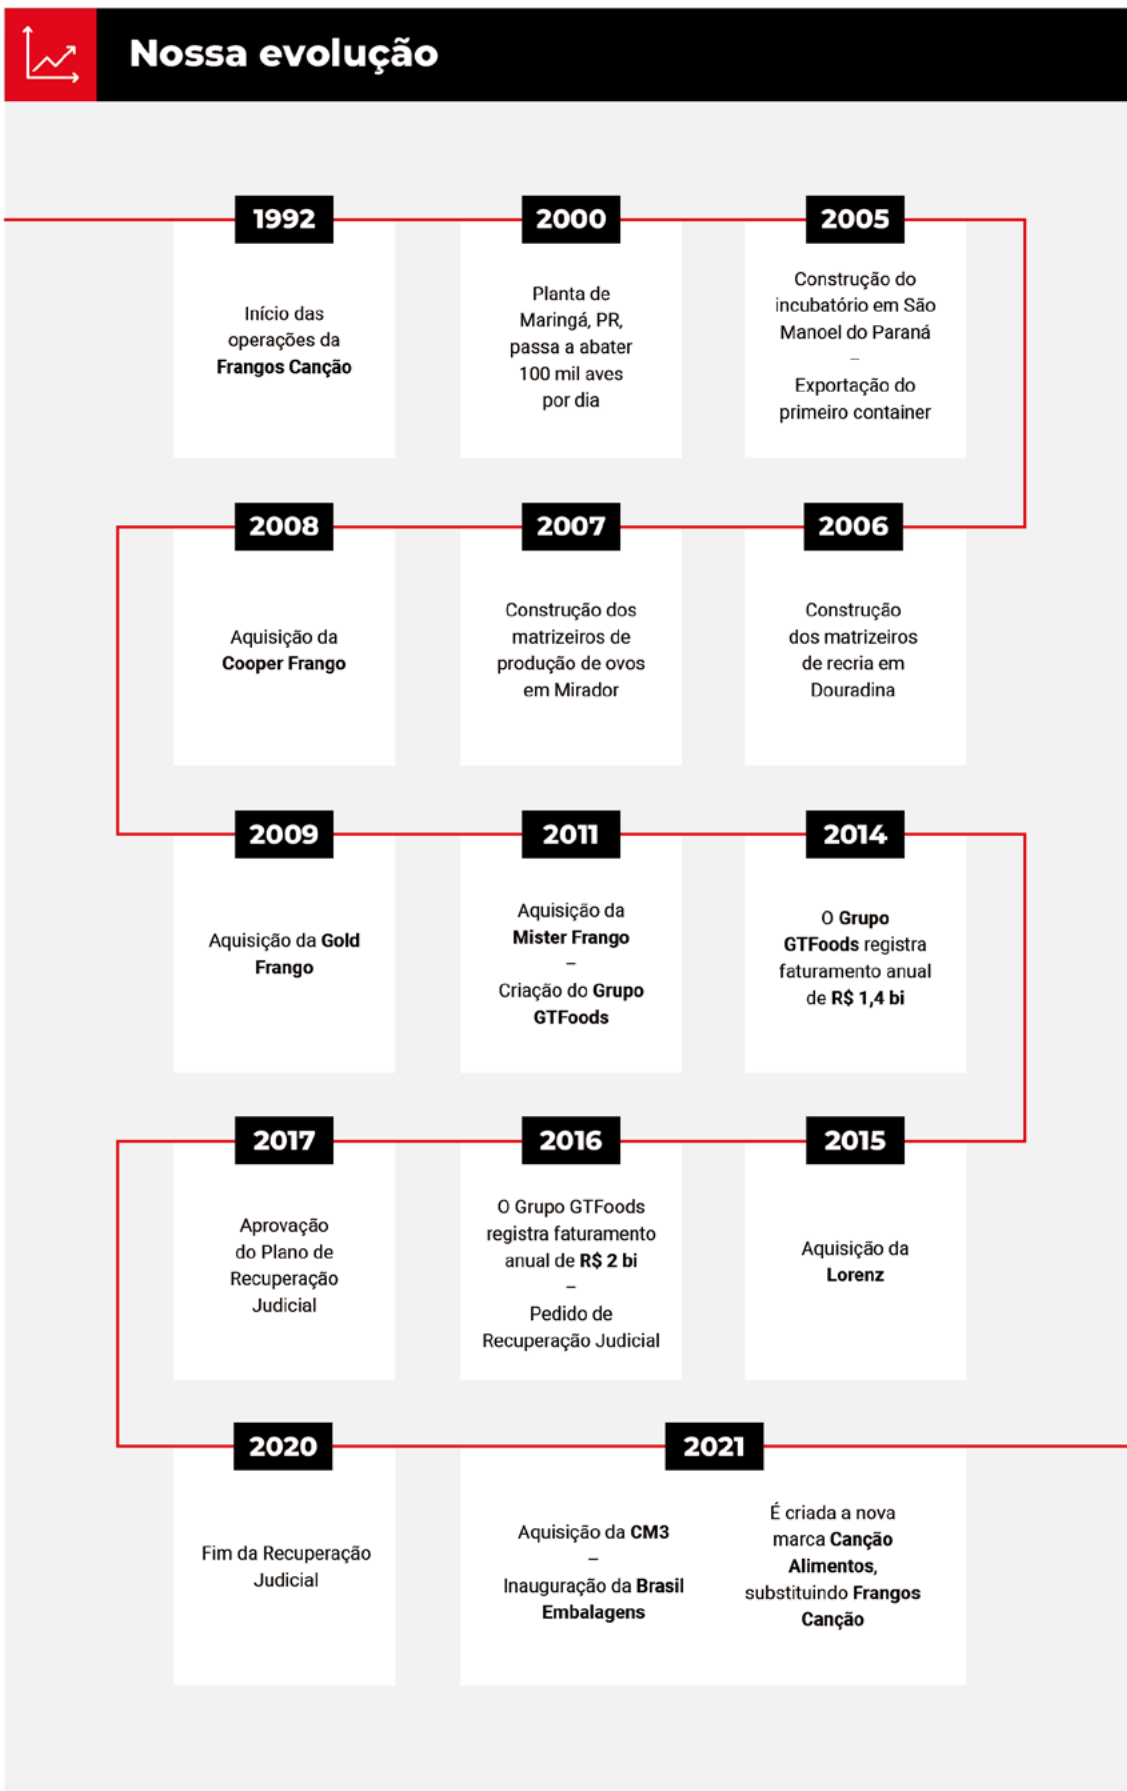 Nossa evolução
1992
Início das
operações da
Frangos Canção
2000
Planta de
Maringá, PR,
passa a abater
100 mil aves
por dia
2005
Construção do
incubatório em São
Manoel do Paraná
–
Exportação do
primeiro container
2006
Construção
dos matrizeiros
de recria em
Douradina
2007
Construção dos
matrizeiros de
produção de ovos
em Mirador
2008
Aquisição da
Cooper Frango
2009
Aquisição da Gold
Frango
2011
Aquisição da
Mister Frango
–
Criação do Grupo
GTFoods
2014
O Grupo
GTFoods registra
faturamento anual
de R$ 1,4 bi
2015
Aquisição da
Lorenz
2016
O Grupo GTFoods
registra faturamento
anual de R$ 2 bi
–
Pedido de
Recuperação Judicial
2017
Aprovação
do Plano de
Recuperação
Judicial
2020
Fim da Recuperação
Judicial
2021
Aquisição da CM3
–
Inauguração da Brasil
Embalagens
É criada a nova
marca Canção
Alimentos,
substituindo Frangos
Canção